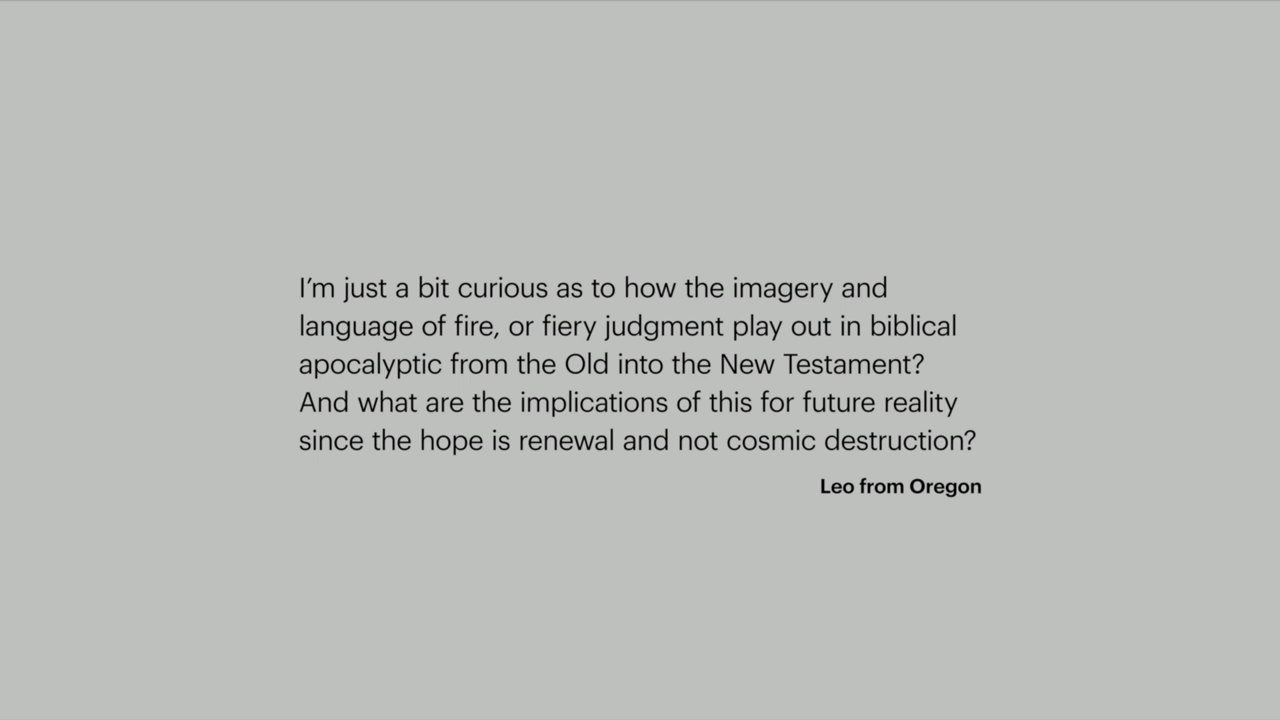 I’m just a bit curious as to how the imagery and
language of fire, or fiery judgment play out in biblical
apocalyptic from the Old into the New Testament?
And what are the implications of this for future reality
since the hope is renewal and not cosmic destruction?
Leo from Oregon